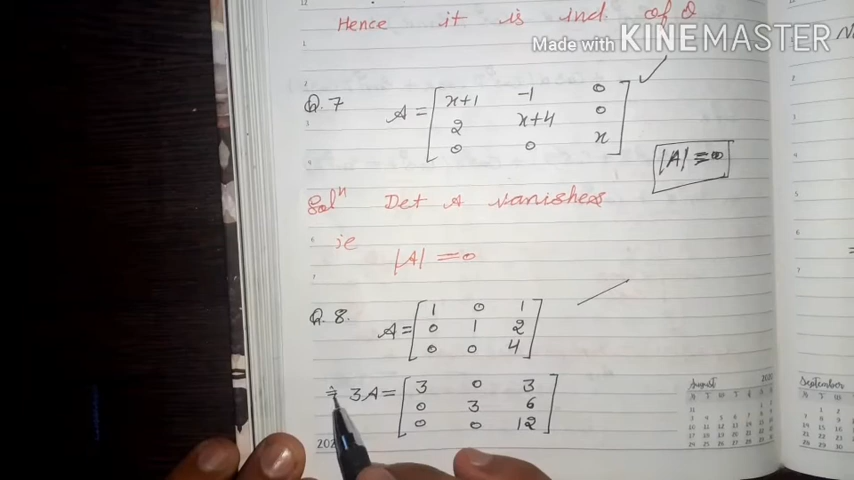 Hence it is ind. of Q
Made with KINEMASTER
Q.7 A = [ x+1 -1 0
2 x+4 0
0 0 x ]
|A| = 0
Solⁿ Det A vanishes
ie
|A| = 0
Q.8. A = [ 1 0 1
0 1 2
0 0 4 ]
3A = [ 3 0 3
0 3 6
0 0 12 ]
August
September